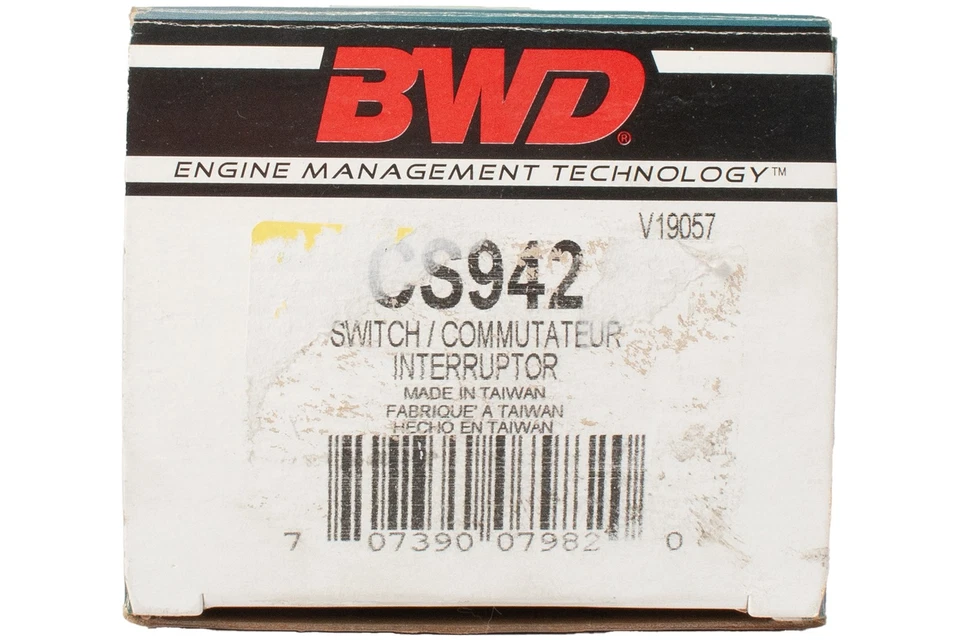 BWD®
ENGINE MANAGEMENT TECHNOLOGY™
V19057
CS942
SWITCH / COMMUTATEUR
INTERRUPTOR
MADE IN TAIWAN
FABRIQUE' A TAIWAN
HECHO EN TAIWAN
7 07390 07982 0